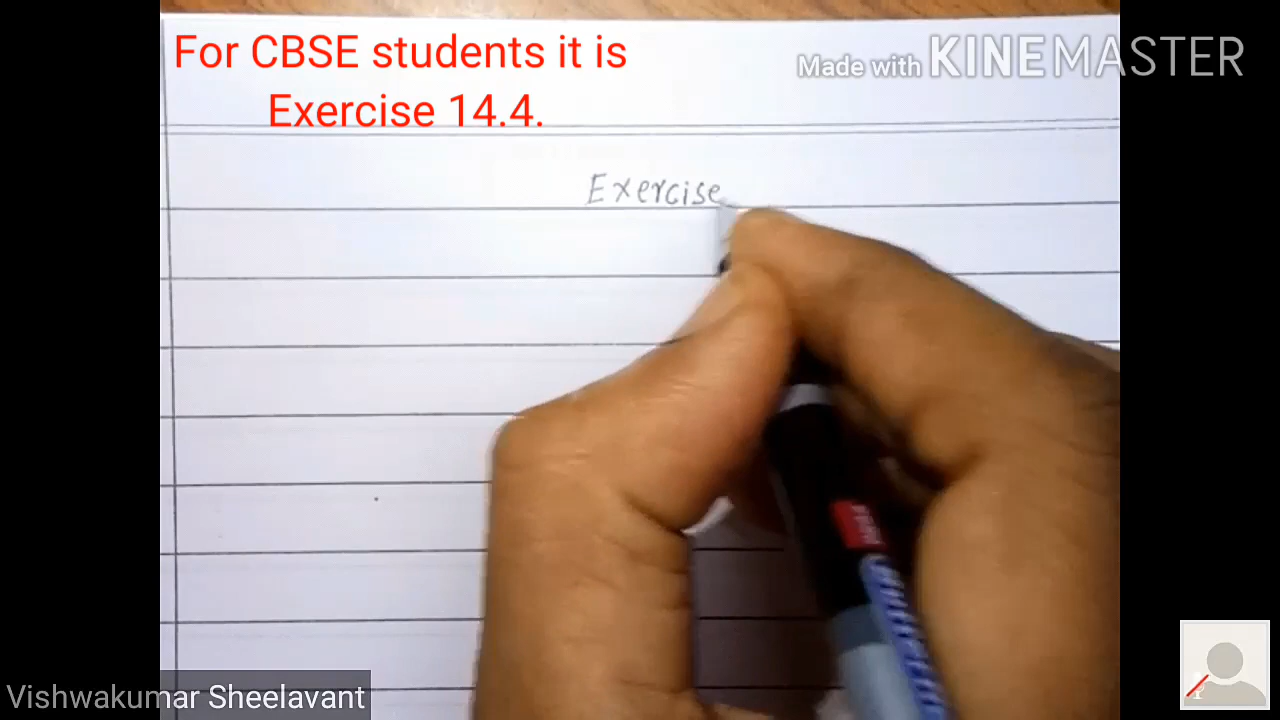 For CBSE students it is
Exercise 14.4.
Made with KINEMASTER
Exercise
Vishwakumar Sheelavant